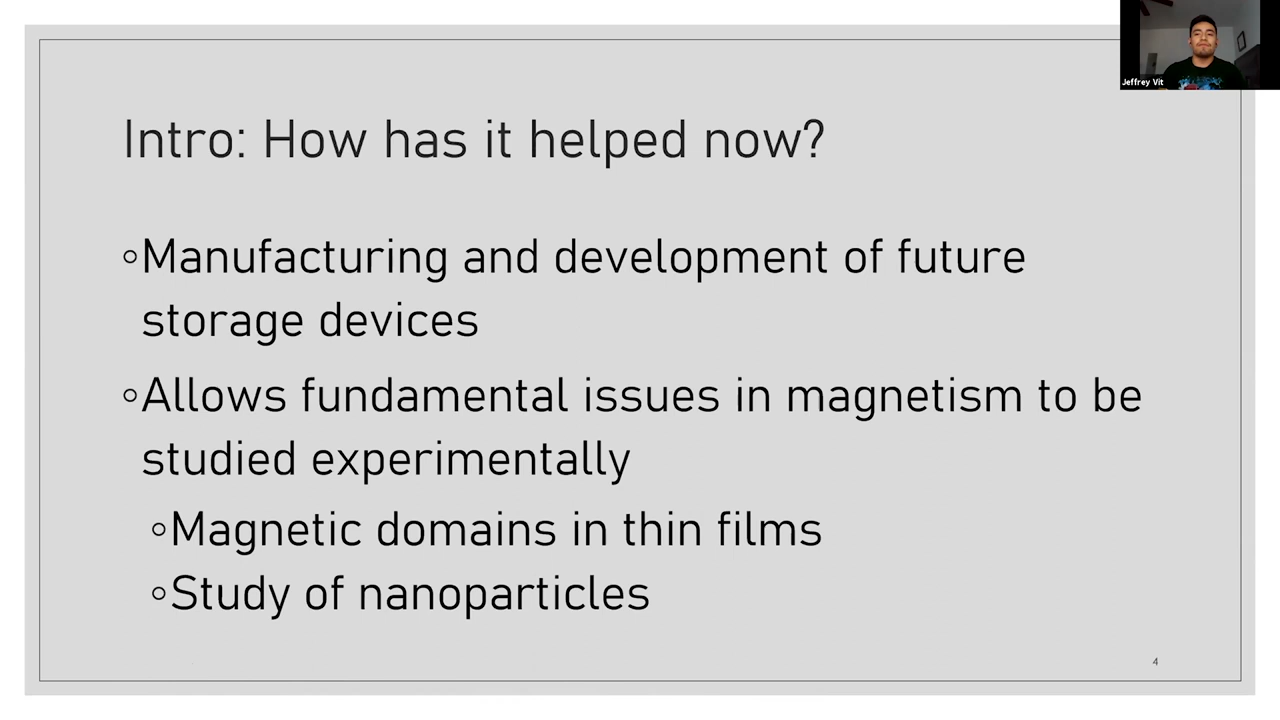 Jeffrey Vit
Intro: How has it helped now?
◦Manufacturing and development of future
storage devices
◦Allows fundamental issues in magnetism to be
studied experimentally
◦Magnetic domains in thin films
◦Study of nanoparticles
4